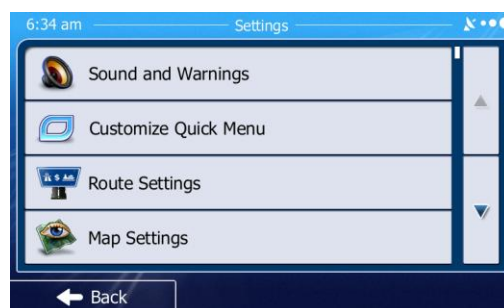 6:34 am Settings
Sound and Warnings
Customize Quick Menu
Route Settings
Map Settings
Back